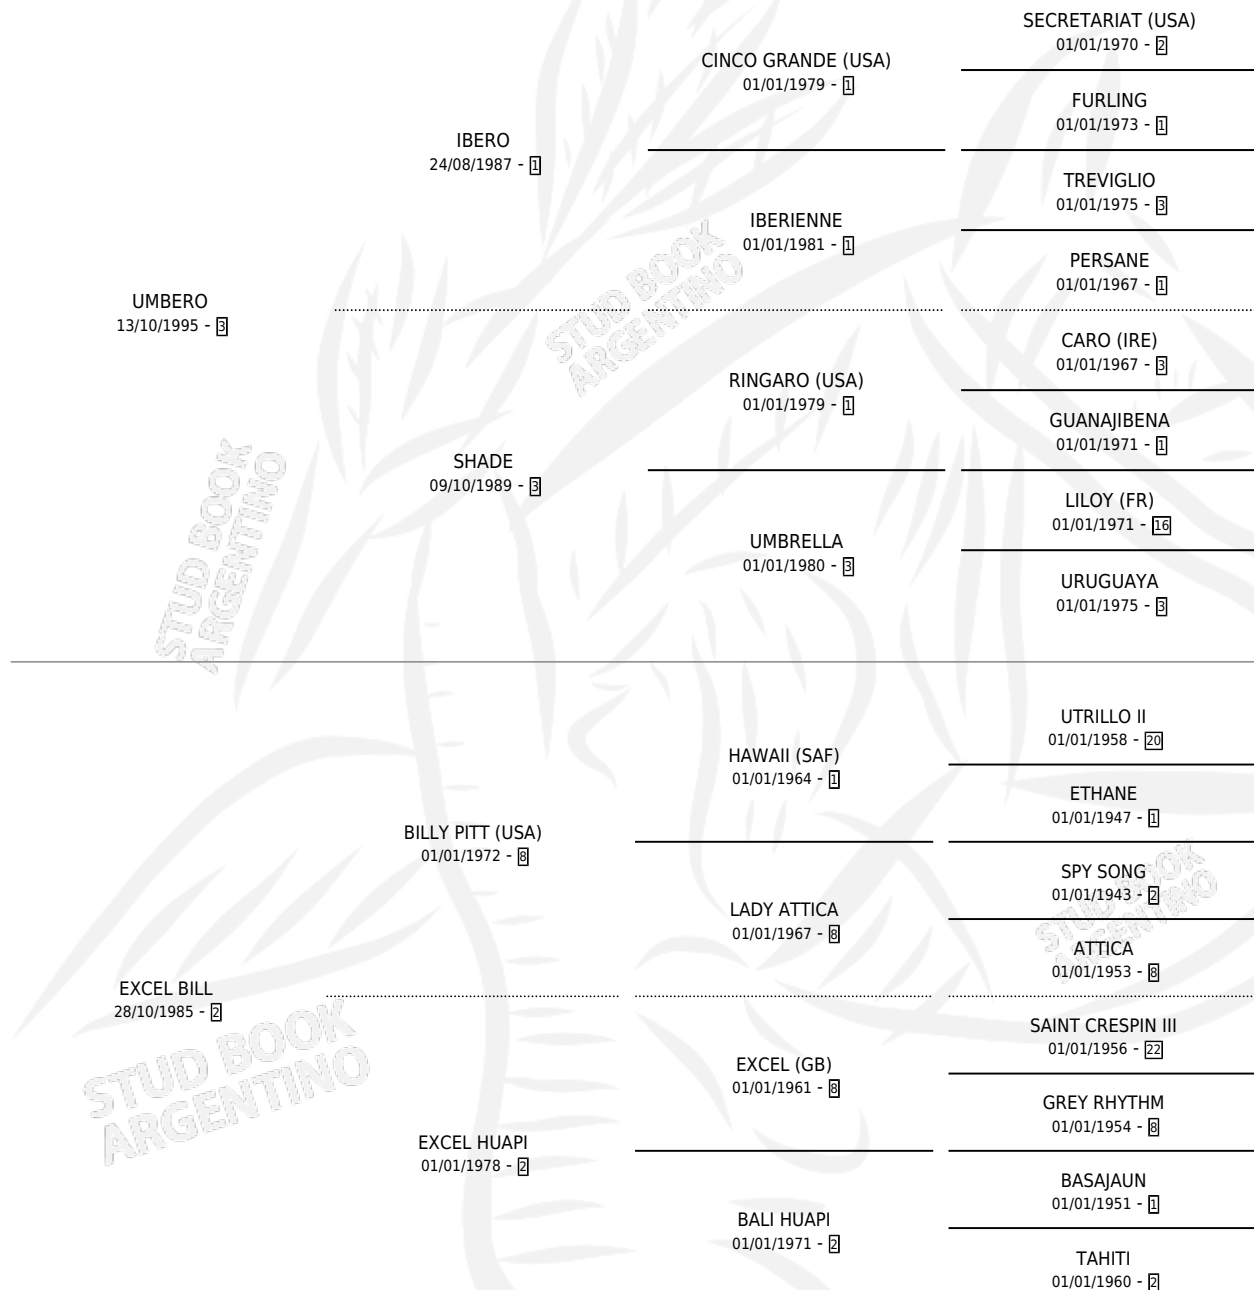 SECRETARIAT (USA)
01/01/1970 - 2
CINCO GRANDE (USA)
01/01/1979 - 1
FURLING
01/01/1973 - 1
IBERO
24/08/1987 - 1
TREVIGLIO
01/01/1975 - 3
IBERIENNE
01/01/1981 - 1
PERSANE
01/01/1967 - 1
UMBERO
13/10/1995 - 3
STUD BOOK
ARGENTINO
CARO (IRE)
01/01/1967 - 3
RINGARO (USA)
01/01/1979 - 1
GUANAJIBENA
01/01/1971 - 1
SHADE
09/10/1989 - 3
LILOY (FR)
01/01/1971 - 16
UMBRELLA
01/01/1980 - 3
URUGUAYA
01/01/1975 - 3
STUD BOOK
ARGENTINO
UTRILLO II
01/01/1958 - 20
HAWAII (SAF)
01/01/1964 - 1
ETHANE
01/01/1947 - 1
BILLY PITT (USA)
01/01/1972 - 8
SPY SONG
01/01/1943 - 2
LADY ATTICA
01/01/1967 - 8
STUD BOOK
ARGENTINO
ATTICA
01/01/1953 - 8
EXCEL BILL
28/10/1985 - 2
SAINT CRESPIN III
01/01/1956 - 22
EXCEL (GB)
01/01/1961 - 8
STUD BOOK
ARGENTINO
GREY RHYTHM
01/01/1954 - 8
EXCEL HUAPI
01/01/1978 - 2
BASAJAUN
01/01/1951 - 1
BALI HUAPI
01/01/1971 - 2
TAHITI
01/01/1960 - 2